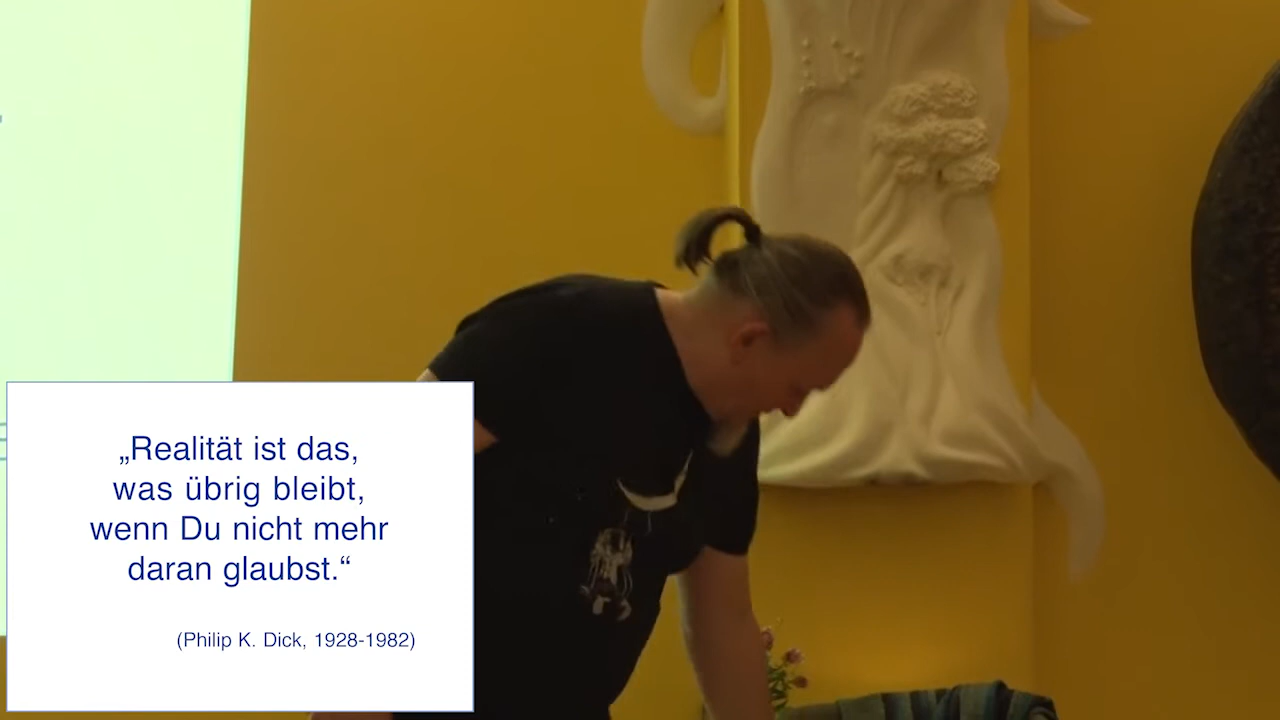 „Realität ist das,
was übrig bleibt,
wenn Du nicht mehr
daran glaubst.“
(Philip K. Dick, 1928-1982)